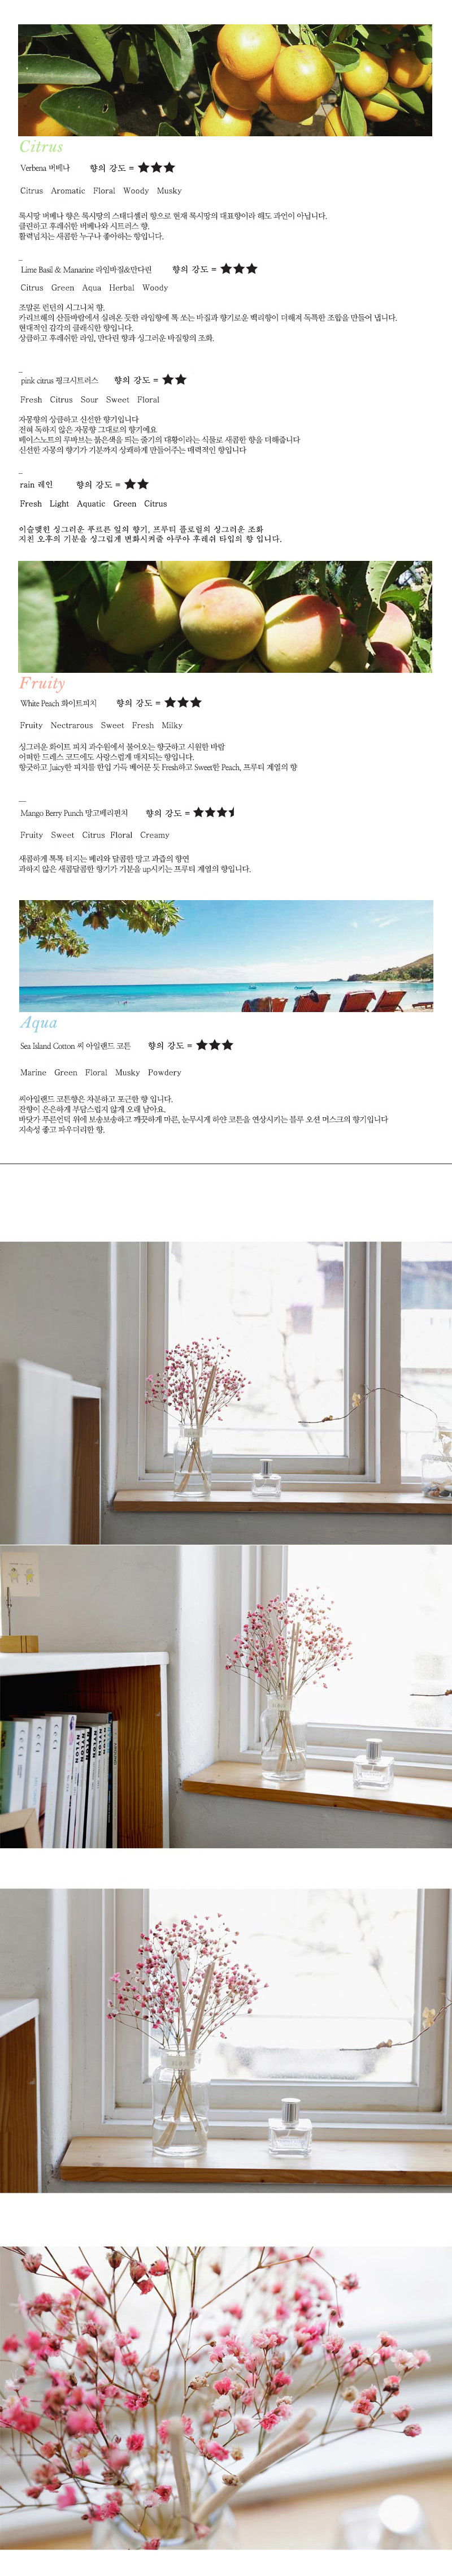 Citrus
Verbena 버베나 향의 강도 = ★★★
Citrus Aromatic Floral Woody Musky
록시땅 버베나 향은 록시땅의 스테디셀러 향으로 현재 록시땅의 대표향이라 해도 과언이 아닙니다.
클린하고 후레쉬한 버베나와 시트러스 향.
활력넘치는 새콤한 누구나 좋아하는 향입니다.
Lime Basil & Manarine 라임바질&만다린 향의 강도 = ★★★
Citrus Green Aqua Herbal Woody
조말론 런던의 시그니처 향.
카리브해의 산들바람에서 실려온 듯한 라임향에 톡 쏘는 바질과 향기로운 백리향이 더해져 독특한 조합을 만들어 냅니다.
현대적인 감각의 클래식한 향입니다.
상큼하고 후레쉬한 라임, 만다린 향과 싱그러운 바질향의 조화.
pink citrus 핑크시트러스 향의 강도 = ★★
Fresh Citrus Sour Sweet Floral
자몽향의 상큼하고 신선한 향기입니다
전혀 독하지 않은 자몽향 그대로의 향기예요
베이스노트의 루바브는 붉은색을 띄는 줄기의 대황이라는 식물로 새콤한 향을 더해줍니다
신선한 자몽의 향기가 기분까지 상쾌하게 만들어주는 매력적인 향입니다
rain 레인 향의 강도 = ★★
Fresh Light Aquatic Green Citrus
이슬맺힌 싱그러운 푸르른 잎의 향기, 프루티 플로럴의 싱그러운 조화
지친 오후의 기분을 싱그럽게 변화시켜줄 아쿠아 후레쉬 타입의 향 입니다.
Fruity
White Peach 화이트피치 향의 강도 = ★★★
Fruity Nectrarous Sweet Fresh Milky
싱그러운 화이트 피치 과수원에서 불어오는 향긋하고 시원한 바람
어떠한 드레스 코드에도 사랑스럽게 매치되는 향입니다.
향긋하고 Juicy한 피치를 한입 가득 베어문 듯 Fresh하고 Sweet한 Peach, 프루티 계열의 향
Mango Berry Punch 망고베리펀치 향의 강도 = ★★★
Fruity Sweet Citrus Floral Creamy
새콤하게 톡톡 터지는 베리와 달콤한 망고 과즙의 향연
과하지 않은 새콤달콤한 향기가 기분을 up시키는 프루티 계열의 향입니다.
Aqua
Sea Island Cotton 씨 아일랜드 코튼 향의 강도 = ★★★
Marine Green Floral Musky Powdery
씨아일랜드 코튼향은 차분하고 포근한 향 입니다.
잔향이 은은하게 부담스럽지 않게 오래 남아요.
바닷가 푸른언덕 위에 보송보송하고 깨끗하게 마른, 눈부시게 하얀 코튼을 연상시키는 블루 오션 머스크의 향기입니다
지속성 좋고 파우더리한 향.
NYLON